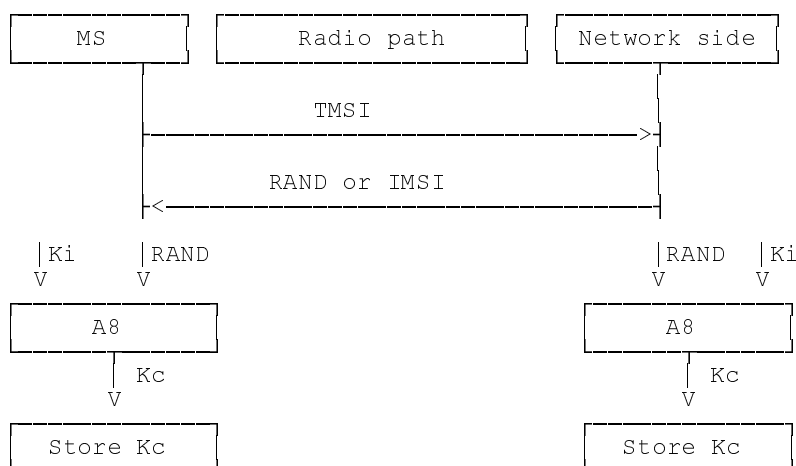 MS Radio path Network side
TMSI
RAND or IMSI
Ki RAND RAND Ki
V V V V
A8 A8
Kc Kc
V V
Store Kc Store Kc